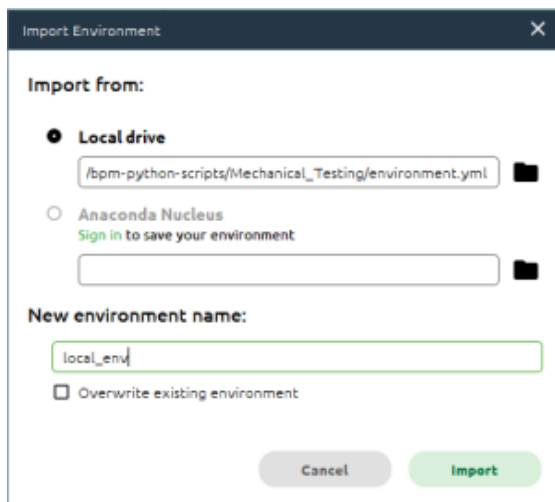 Import Environment
Import from:
Local drive
/bpm-python-scripts/Mechanical_Testing/environment.yml
Anaconda Nucleus
Sign in to save your environment
New environment name:
local_env
Overwrite existing environment
Cancel
Import